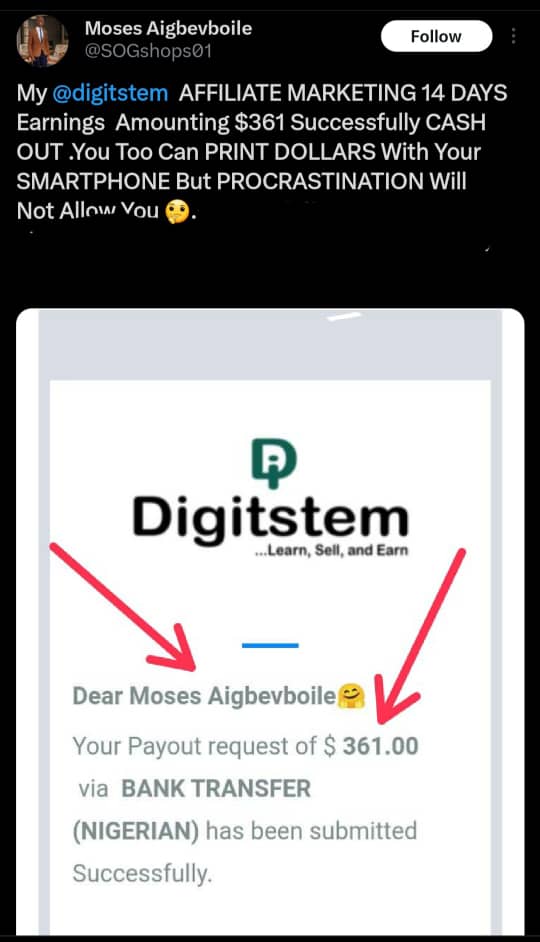 Moses Aigbevboile
@SOGshops01
Follow
My @digitstem AFFILIATE MARKETING 14 DAYS
Earnings Amounting $361 Successfully CASH
OUT .You Too Can PRINT DOLLARS With Your
SMARTPHONE But PROCRASTINATION Will
Not Allow You 🤔.
Digitstem
...Learn, Sell, and Earn
Dear Moses Aigbevboile🤗
Your Payout request of $ 361.00
via BANK TRANSFER
(NIGERIAN) has been submitted
Successfully.